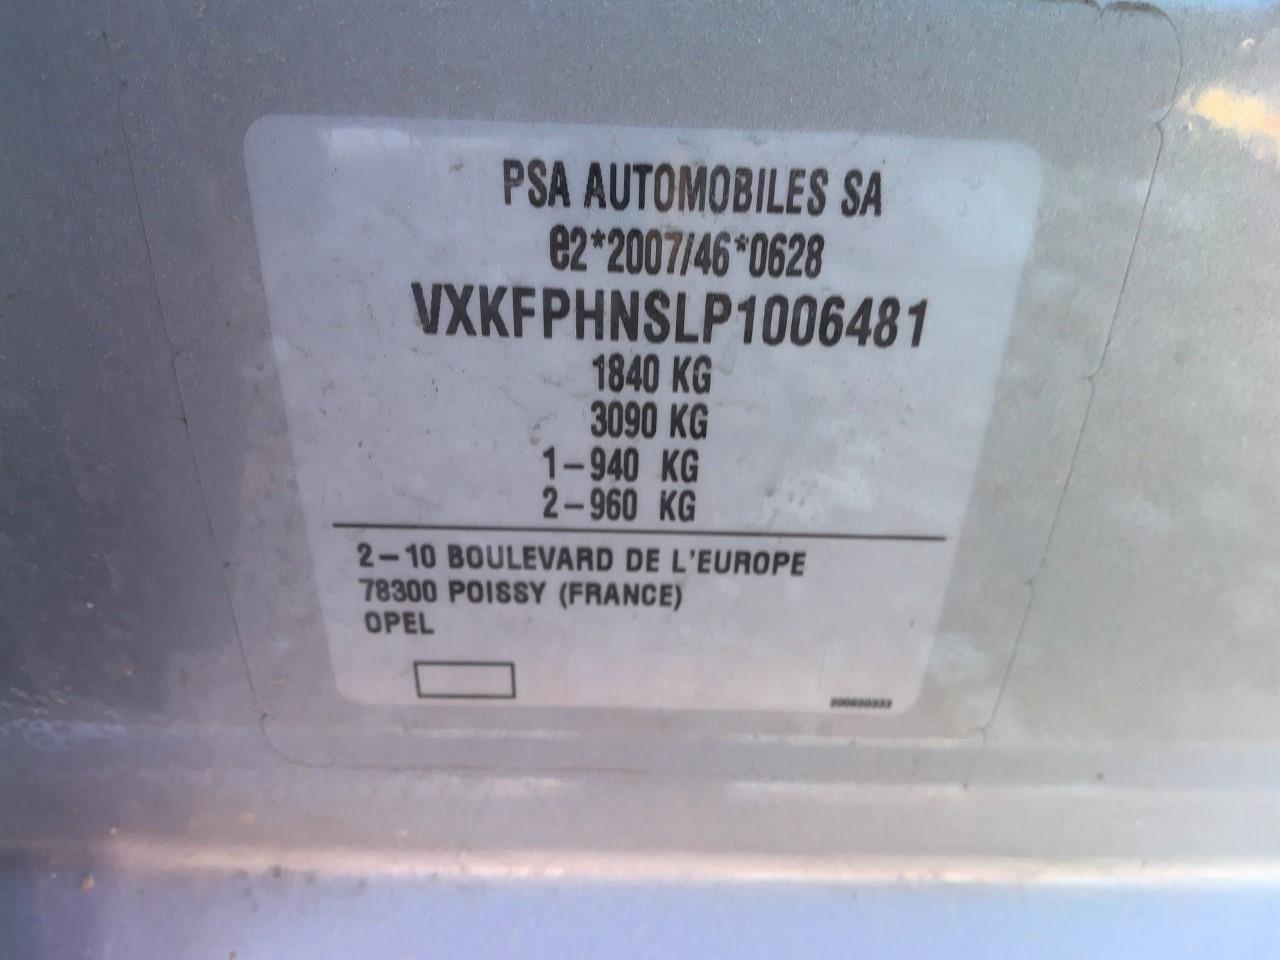 PSA AUTOMOBILES SA
e2*2007/46*0628
VXKFPHNSLP1006481
1840 KG
3090 KG
1-940 KG
2-960 KG
2-10 BOULEVARD DE L'EUROPE
78300 POISSY (FRANCE)
OPEL